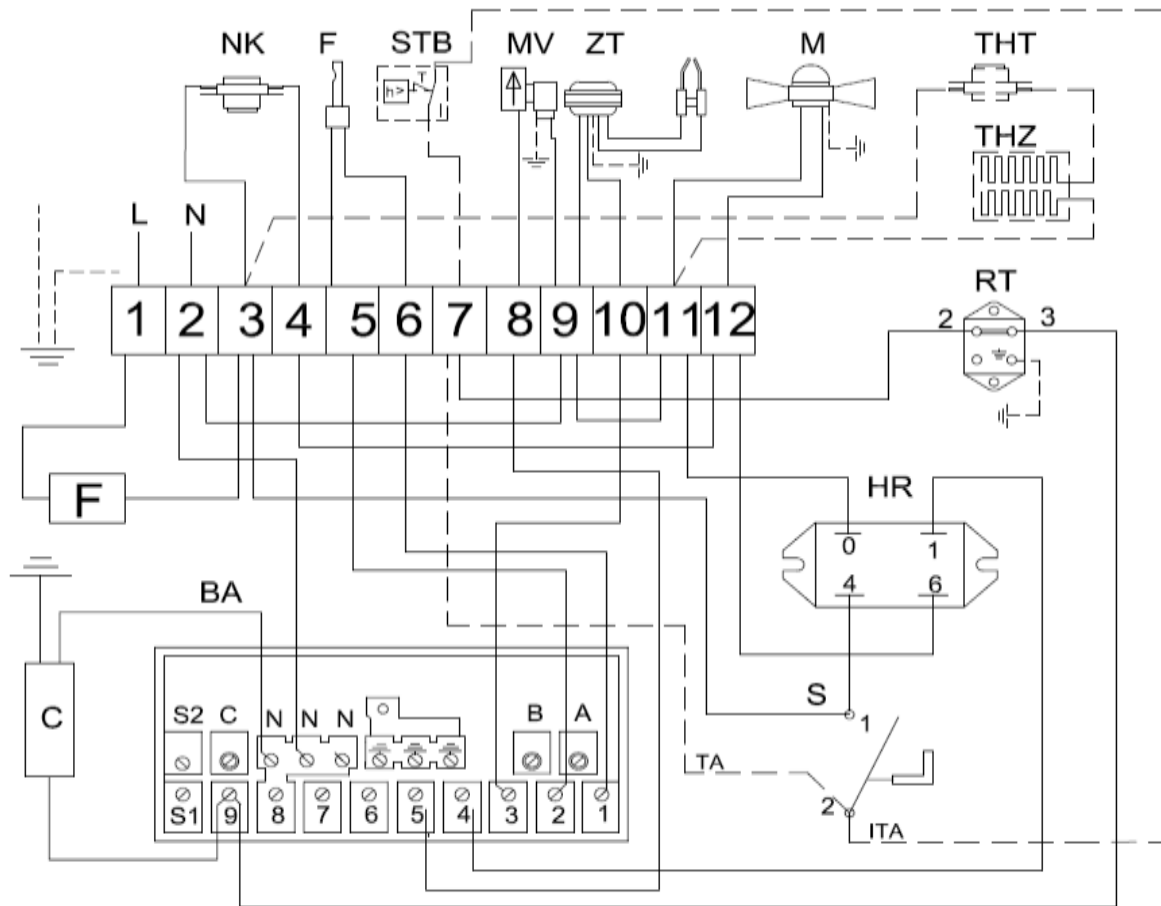 NK F STB MV ZT M THT
h< T
THZ
L N
RT
1 2 3 4 5 6 7 8 9 10 11 12
2 3
F
HR
0 1
4 6
BA
C
S2 C N N N B A
S1 9 8 7 6 5 4 3 2 1
S
1
TA
2
ITA